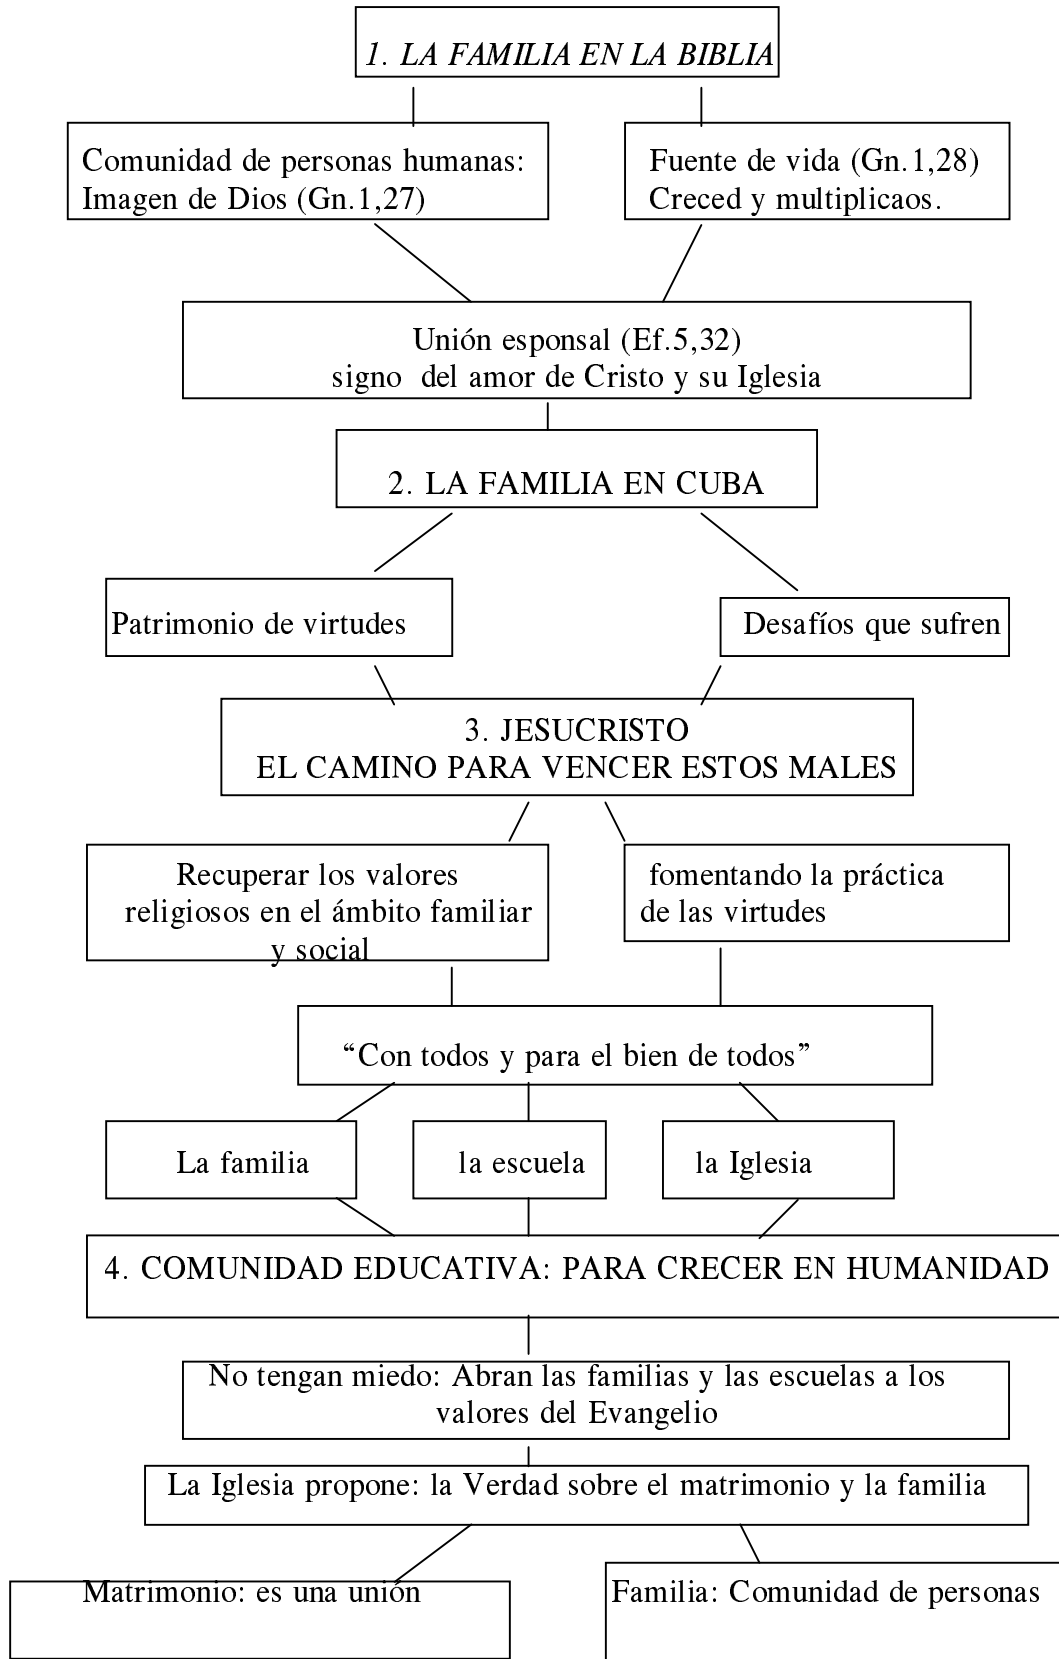 1. LA FAMILIA EN LA BIBLIA
Comunidad de personas humanas:
Imagen de Dios (Gn.1,27)
Fuente de vida (Gn.1,28)
Creced y multiplicaos.
Unión esponsal (Ef.5,32)
signo del amor de Cristo y su Iglesia
2. LA FAMILIA EN CUBA
Patrimonio de virtudes
Desafíos que sufren
3. JESUCRISTO
EL CAMINO PARA VENCER ESTOS MALES
Recuperar los valores
religiosos en el ámbito familiar
y social
fomentando la práctica
de las virtudes
“Con todos y para el bien de todos”
La familia
la escuela
la Iglesia
4. COMUNIDAD EDUCATIVA: PARA CRECER EN HUMANIDAD
No tengan miedo: Abran las familias y las escuelas a los
valores del Evangelio
La Iglesia propone: la Verdad sobre el matrimonio y la familia
Matrimonio: es una unión
Familia: Comunidad de personas